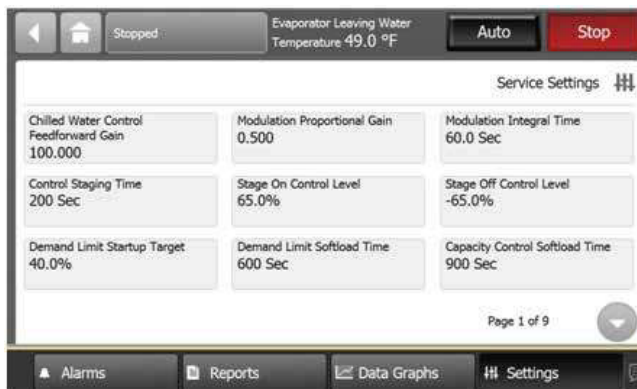 Stopped
Evaporator Leaving Water
Temperature 49.0 °F
Auto
Stop
Service Settings
Chilled Water Control
Feedforward Gain
100.000
Modulation Proportional Gain
0.500
Modulation Integral Time
60.0 Sec
Control Staging Time
200 Sec
Stage On Control Level
65.0%
Stage Off Control Level
-65.0%
Demand Limit Startup Target
40.0%
Demand Limit Softload Time
600 Sec
Capacity Control Softload Time
900 Sec
Page 1 of 9
Alarms
Reports
Data Graphs
Settings